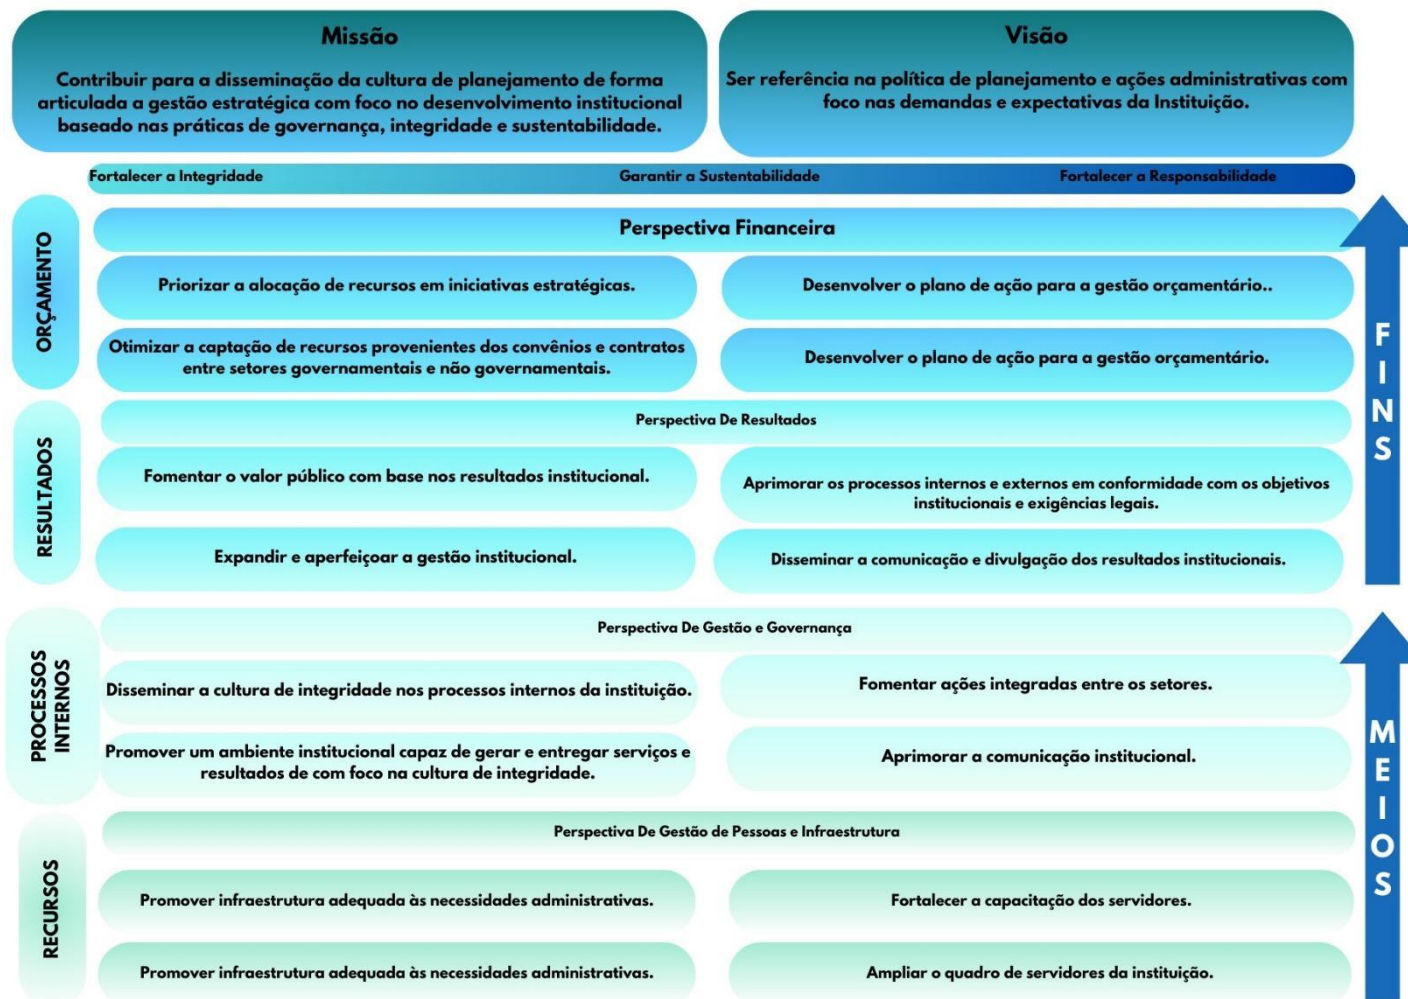 Missão
Contribuir para a disseminação da cultura de planejamento de forma
articulada a gestão estratégica com foco no desenvolvimento institucional
baseado nas práticas de governança, integridade e sustentabilidade.
Visão
Ser referência na política de planejamento e ações administrativas com
foco nas demandas e expectativas da Instituição.
Fortalecer a Integridade
Garantir a Sustentabilidade
Fortalecer a Responsabilidade
ORÇAMENTO
Perspectiva Financeira
Priorizar a alocação de recursos em iniciativas estratégicas.
Desenvolver o plano de ação para a gestão orçamentário..
Otimizar a captação de recursos provenientes dos convênios e contratos
entre setores governamentais e não governamentais.
Desenvolver o plano de ação para a gestão orçamentário.
RESULTADOS
Perspectiva De Resultados
Fomentar o valor público com base nos resultados institucional.
Aprimorar os processos internos e externos em conformidade com os objetivos
institucionais e exigências legais.
Expandir e aperfeiçoar a gestão institucional.
Disseminar a comunicação e divulgação dos resultados institucionais.
FINS
PROCESSOS
INTERNOS
Perspectiva De Gestão e Governança
Disseminar a cultura de integridade nos processos internos da instituição.
Fomentar ações integradas entre os setores.
Promover um ambiente institucional capaz de gerar e entregar serviços e
resultados de com foco na cultura de integridade.
Aprimorar a comunicação institucional.
RECURSOS
Perspectiva De Gestão de Pessoas e Infraestrutura
Promover infraestrutura adequada às necessidades administrativas.
Fortalecer a capacitação dos servidores.
Promover infraestrutura adequada às necessidades administrativas.
Ampliar o quadro de servidores da instituição.
MEIOS